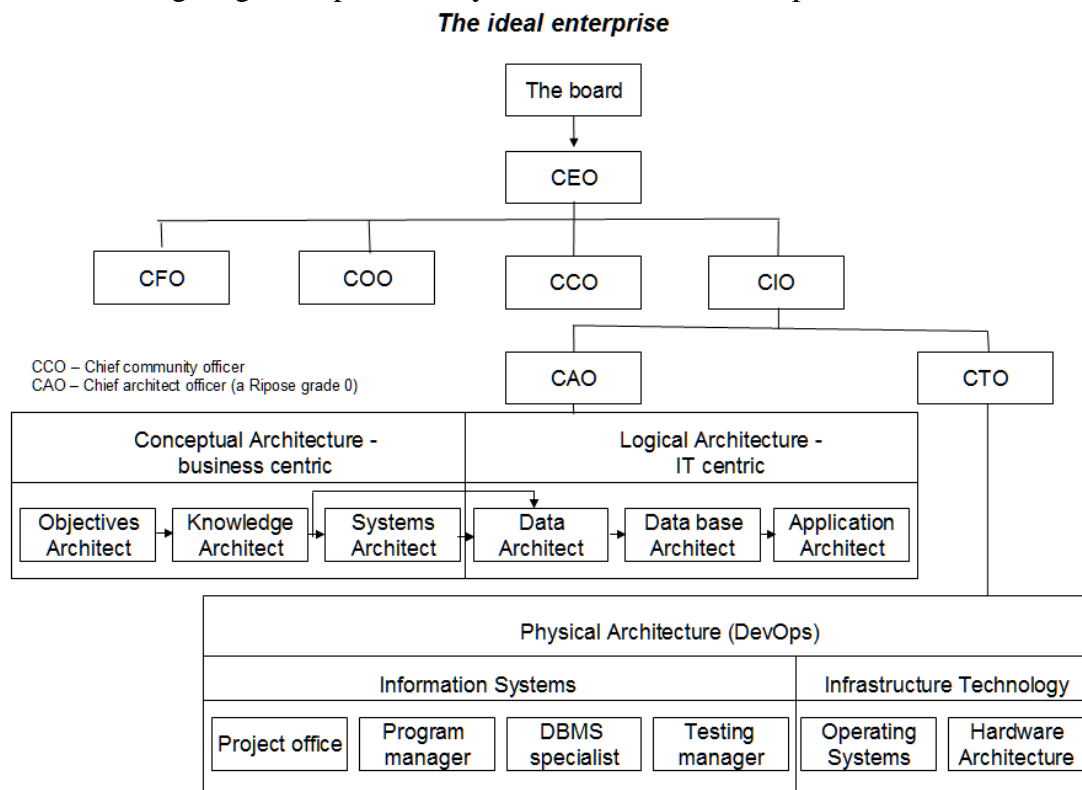 The ideal enterprise
The board
CEO
CFO
COO
CCO
CIO
CCO – Chief community officer
CAO – Chief architect officer (a Ripose grade 0)
CAO
CTO
Conceptual Architecture -
business centric
Logical Architecture -
IT centric
Objectives
Architect
Knowledge
Architect
Systems
Architect
Data
Architect
Data base
Architect
Application
Architect
Physical Architecture (DevOps)
Information Systems
Infrastructure Technology
Project office
Program
manager
DBMS
specialist
Testing
manager
Operating
Systems
Hardware
Architecture